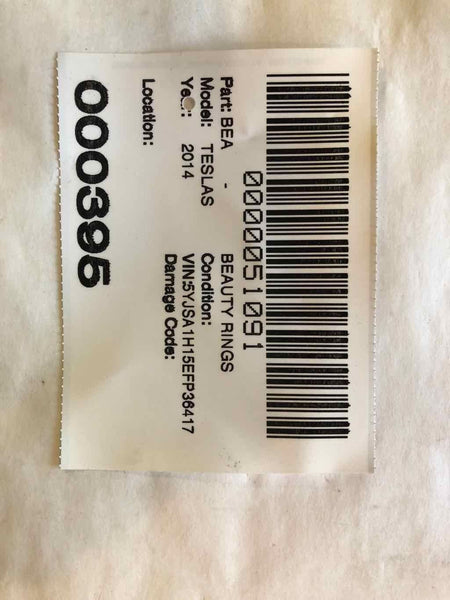 0000051091
Part: BEA - BEAUTY RINGS
Model: TESLAS Condition:
Year: 2014 VIN:5YJSA1H15EFP36417
Damage Code:
Location:
000395